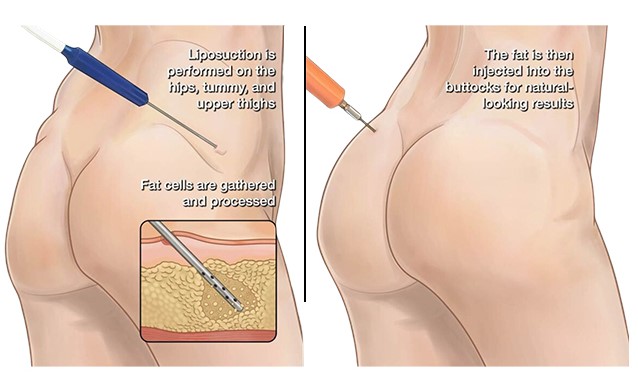 Liposuction is
performed on the
hips, tummy, and
upper thighs
Fat cells are gathered
and processed
The fat is then
injected into the
buttocks for natural-
looking results